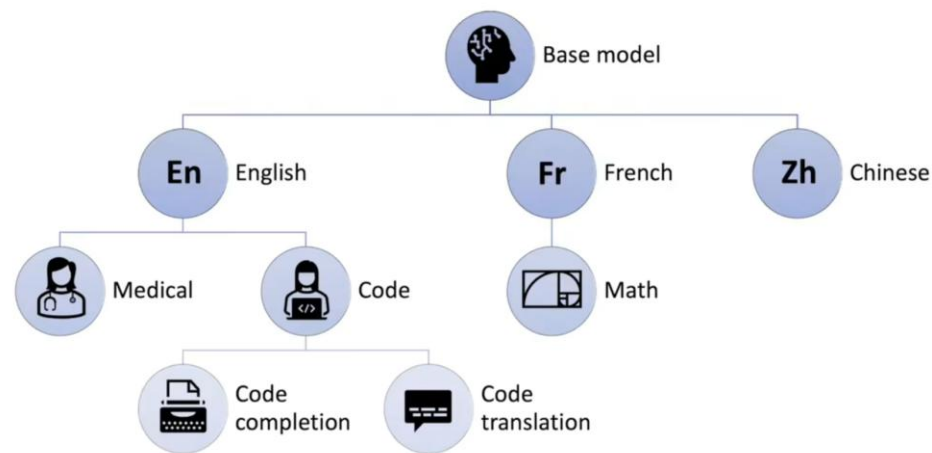 Base model
En English
Fr French
Zh Chinese
Medical
</> Code
Math
Code
completion
Code
translation